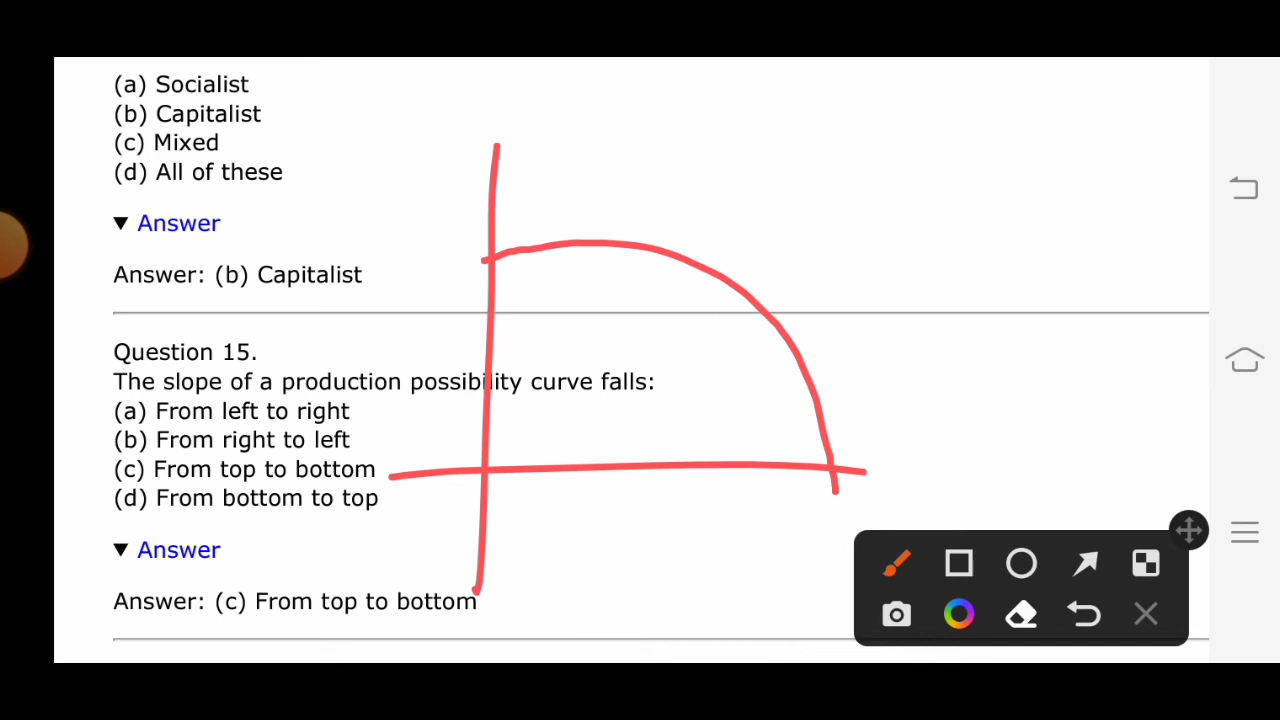 (a) Socialist
(b) Capitalist
(c) Mixed
(d) All of these
▼ Answer
Answer: (b) Capitalist
Question 15.
The slope of a production possibility curve falls:
(a) From left to right
(b) From right to left
(c) From top to bottom
(d) From bottom to top
▼ Answer
Answer: (c) From top to bottom